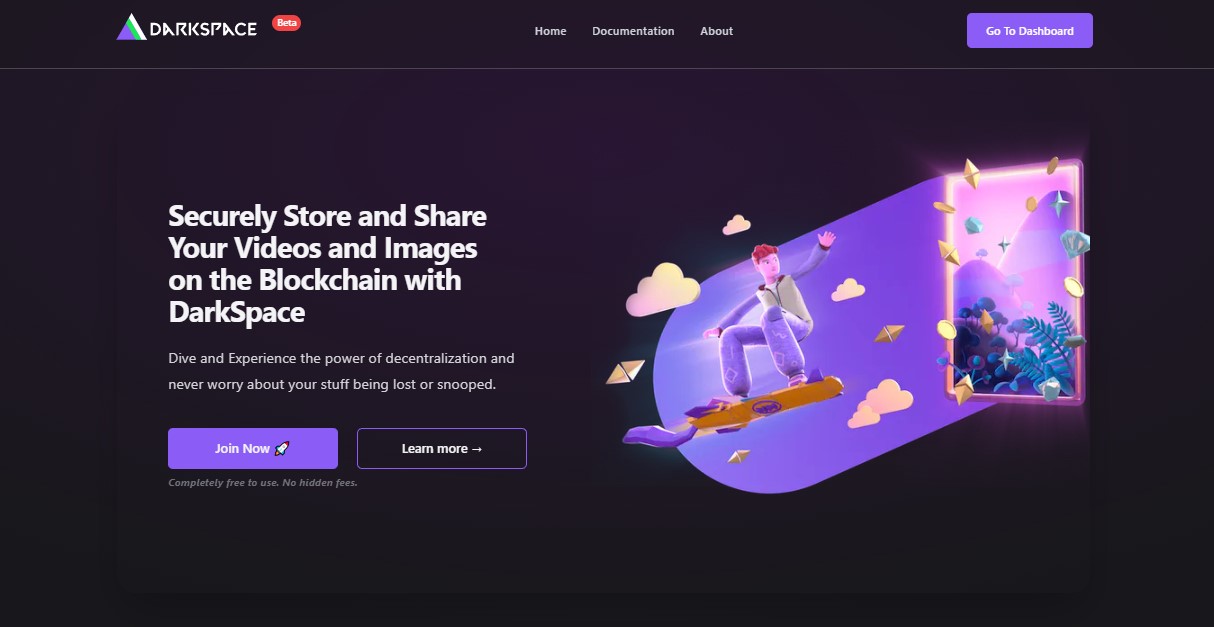 DARKSPACE Beta
Home Documentation About
Go To Dashboard
Securely Store and Share
Your Videos and Images
on the Blockchain with
DarkSpace
Dive and Experience the power of decentralization and
never worry about your stuff being lost or snooped.
Join Now 🚀
Learn more →
Completely free to use. No hidden fees.